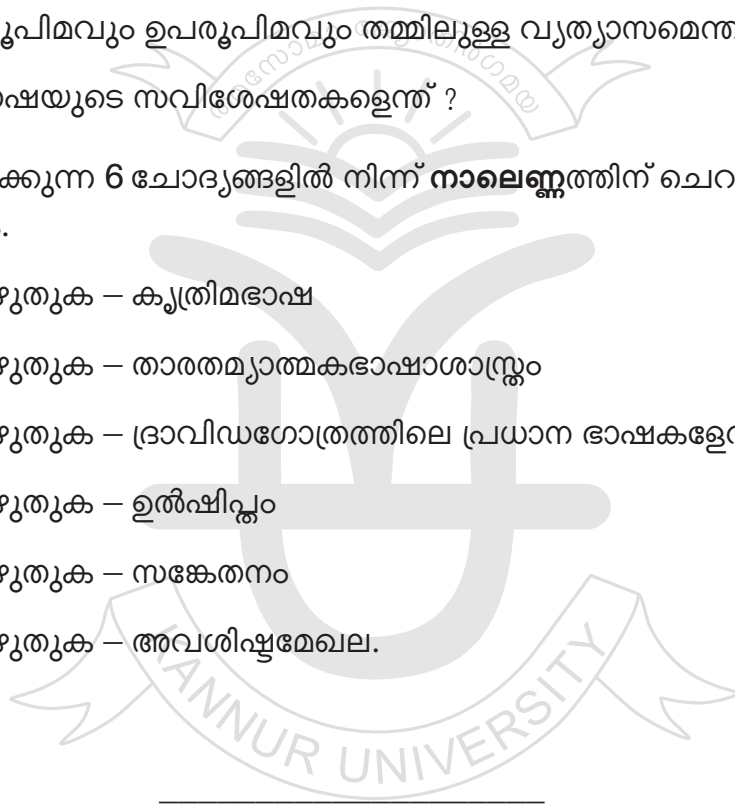 ൂപിമവും ഉപരൂപിമവും തമ്മിലുള്ള വ്യത്യാസമെന്ത
ഷയുടെ സവിശേഷതകളെന്ത് ?
ക്കുന്ന 6 ചോദ്യങ്ങളിൽ നിന്ന് നാലെണ്ണത്തിന് ചെറ
.
ഴുതുക – കൃത്രിമഭാഷ
ഴുതുക – താരതമ്യാത്മകഭാഷാശാസ്ത്രം
ഴുതുക – ദ്രാവിഡഗോത്രത്തിലെ പ്രധാന ഭാഷകളേ
ഴുതുക – ഉൽഷിപ്തം
ഴുതുക – സങ്കേതനം
ഴുതുക – അവശിഷ്ടമേഖല.
KANNUR UNIVERSITY